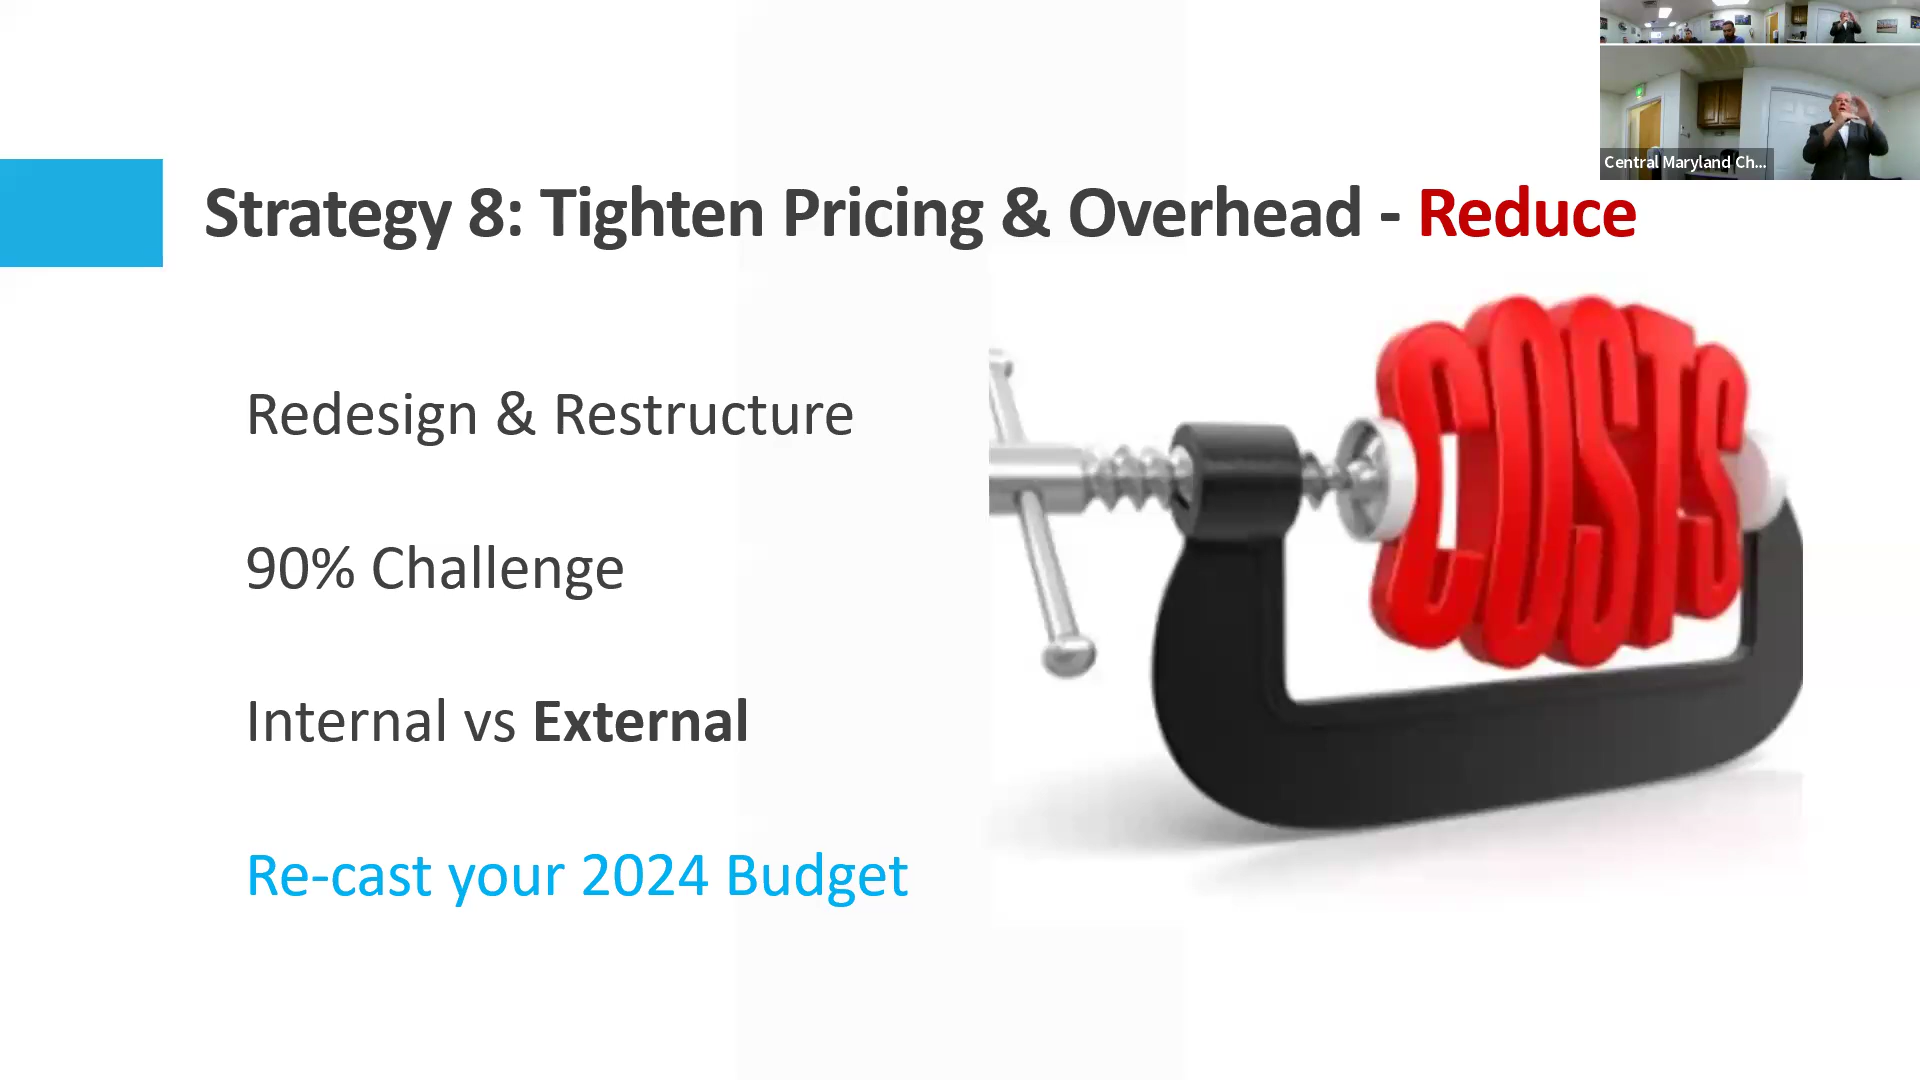 Central Maryland Ch...
Strategy 8: Tighten Pricing & Overhead - Reduce
Redesign & Restructure
90% Challenge
Internal vs External
Re-cast your 2024 Budget
COSTS